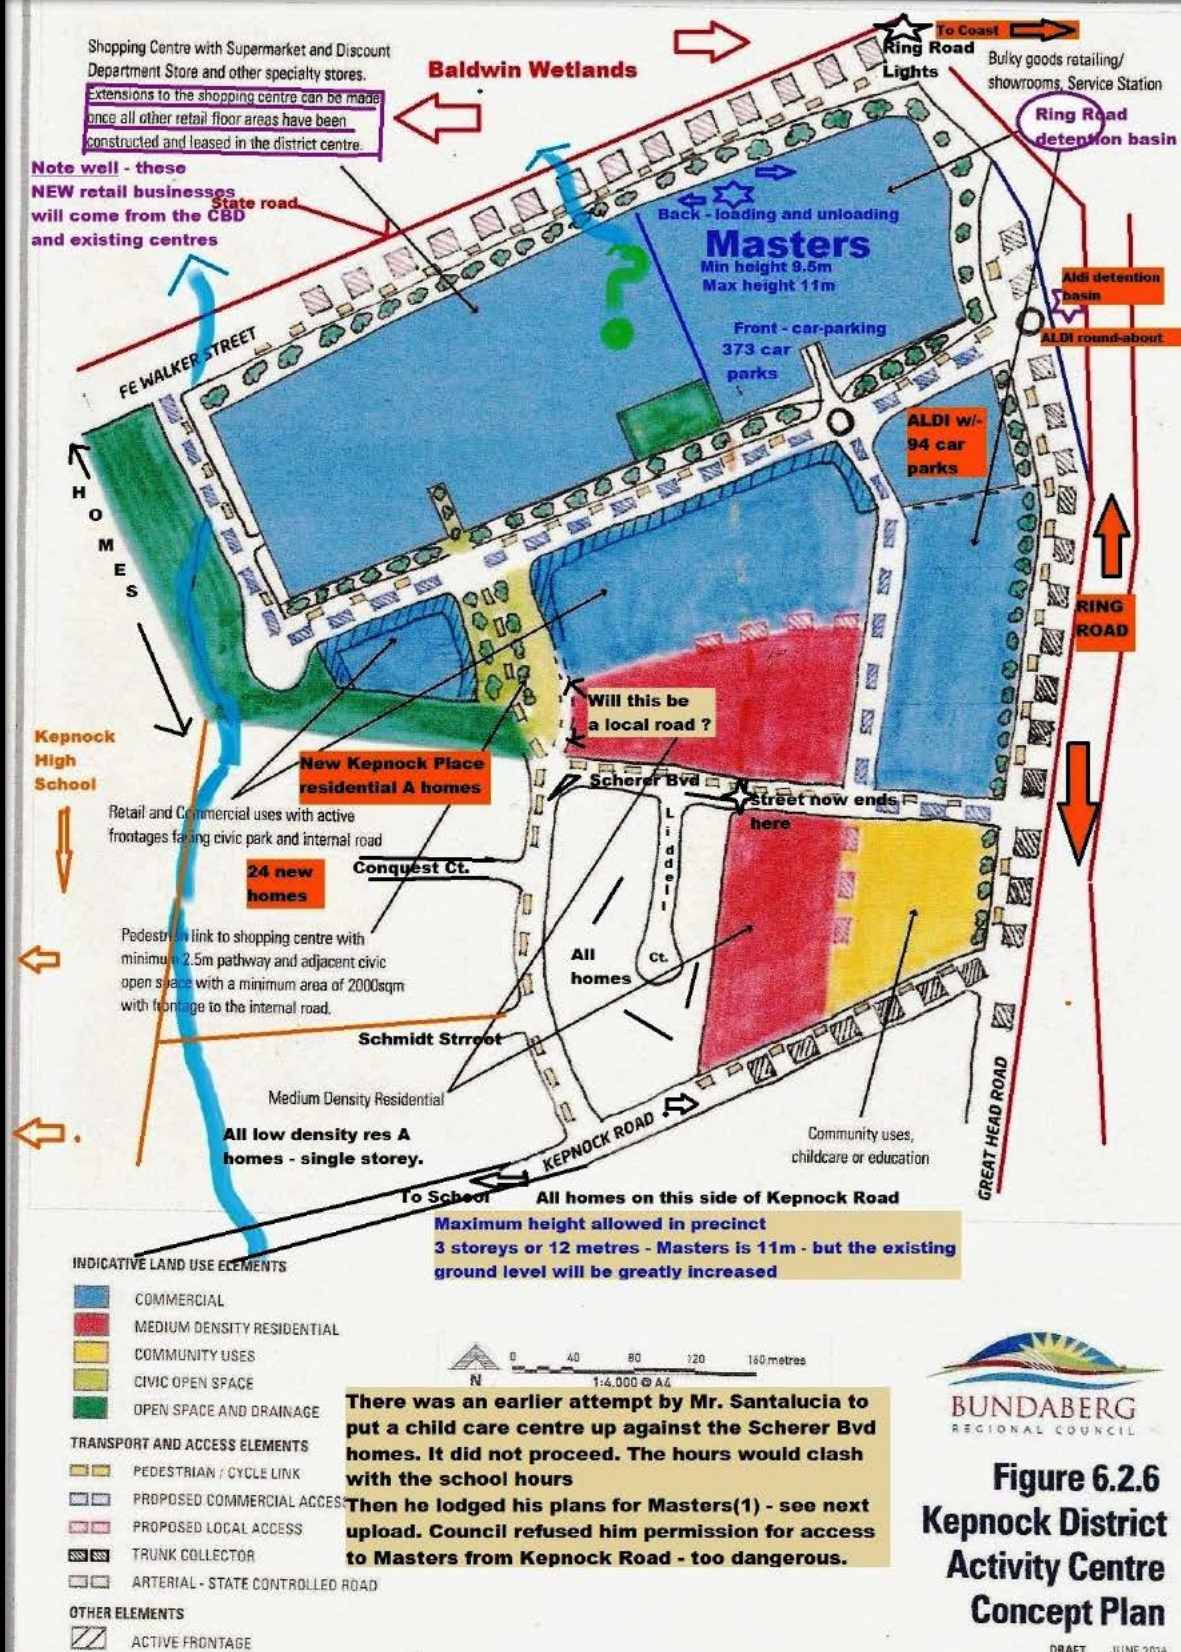 Shopping Centre with Supermarket and Discount
Department Store and other specialty stores.
Extensions to the shopping centre can be made
once all other retail floor areas have been
constructed and leased in the district centre.
Note well - these
NEW retail businesses
will come from the CBD
and existing centres
Baldwin Wetlands
State road
To Coast
Ring Road
Lights
Bulky goods retailing/
showrooms, Service Station
Ring Road
detention basin
Back - loading and unloading
Masters
Min height 9.5m
Max height 11m
Front - car-parking
373 car
parks
?
Aldi detention
basin
ALDI round-about
FE WALKER STREET
ALDI w/-
94 car
parks
HOMES
RING
ROAD
Will this be
a local road ?
Kepnock
High
School
New Kepnock Place
residential A homes
Scherer Bvd
Street now ends
here
Retail and Commercial uses with active
frontages facing civic park and internal road
Liddell
Ct.
24 new
homes
Conquest Ct.
Pedestrian link to shopping centre with
minimum 2.5m pathway and adjacent civic
open space with a minimum area of 2000sqm
with frontage to the internal road.
All
homes
Schmidt Strroot
Medium Density Residential
All low density res A
homes - single storey.
KEPNOCK ROAD
GREAT HEAD ROAD
Community uses,
childcare or education
To School
All homes on this side of Kepnock Road
Maximum height allowed in precinct
3 storeys or 12 metres - Masters is 11m - but the existing
ground level will be greatly increased
INDICATIVE LAND USE ELEMENTS
COMMERCIAL
MEDIUM DENSITY RESIDENTIAL
COMMUNITY USES
CIVIC OPEN SPACE
OPEN SPACE AND DRAINAGE
TRANSPORT AND ACCESS ELEMENTS
PEDESTRIAN / CYCLE LINK
PROPOSED COMMERCIAL ACCESS
PROPOSED LOCAL ACCESS
TRUNK COLLECTOR
ARTERIAL - STATE CONTROLLED ROAD
OTHER ELEMENTS
ACTIVE FRONTAGE
N
0 40 80 120 160 metres
1:4,000 @ A4
There was an earlier attempt by Mr. Santalucia to
put a child care centre up against the Scherer Bvd
homes. It did not proceed. The hours would clash
with the school hours
Then he lodged his plans for Masters(1) - see next
upload. Council refused him permission for access
to Masters from Kepnock Road - too dangerous.
BUNDABERG
REGIONAL COUNCIL
Figure 6.2.6
Kepnock District
Activity Centre
Concept Plan
DRAFT JUNE 2014